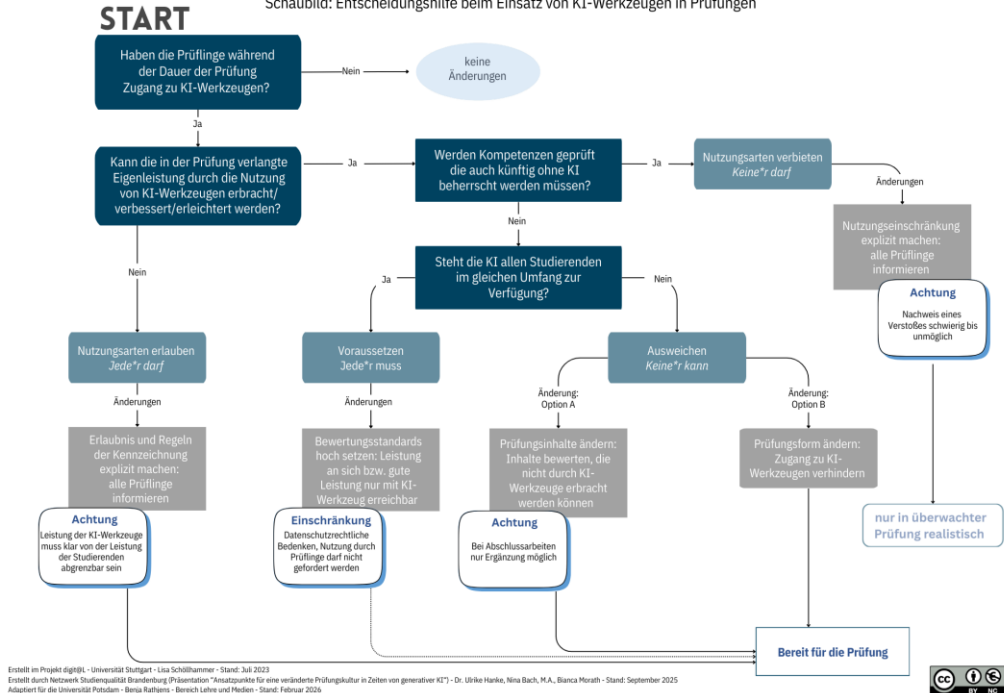 Schaubild: Entscheidungshilfe beim Einsatz von KI-Werkzeugen in Prüfungen
START
Haben die Prüflinge während
der Dauer der Prüfung
Zugang zu KI-Werkzeugen?
Nein
keine
Änderungen
Ja
Kann die in der Prüfung verlangte
Eigenleistung durch die Nutzung
von KI-Werkzeugen erbracht/
verbessert/erleichtert werden?
Ja
Werden Kompetenzen geprüft
die auch künftig ohne KI
beherrscht werden müssen?
Ja
Nutzungsarten verbieten
Keine*r darf
Änderungen
Nutzungseinschränkung
explizit machen:
alle Prüflinge
informieren
Achtung
Nachweis eines
Verstoßes schwierig bis
unmöglich
nur in überwachter
Prüfung realistisch
Nein
Steht die KI allen Studierenden
im gleichen Umfang zur
Verfügung?
Nein
Ja
Nein
Nutzungsarten erlauben
Jede*r darf
Änderungen
Erlaubnis und Regeln
der Kennzeichnung
explizit machen:
alle Prüflinge
informieren
Achtung
Leistung der KI-Werkzeuge
muss klar von der Leistung
der Studierenden
abgrenzbar sein
Voraussetzen
Jede*r muss
Änderungen
Bewertungsstandards
hoch setzen: Leistung
an sich bzw. gute
Leistung nur mit KI-
Werkzeug erreichbar
Einschränkung
Datenschutzrechtliche
Bedenken, Nutzung durch
Prüflinge darf nicht
gefordert werden
Ausweichen
Keine*r kann
Änderung:
Option A
Prüfungsinhalte ändern:
Inhalte bewerten, die
nicht durch KI-
Werkzeuge erbracht
werden können
Achtung
Bei Abschlussarbeiten
nur Ergänzung möglich
Änderung:
Option B
Prüfungsform ändern:
Zugang zu KI-
Werkzeugen verhindern
Bereit für die Prüfung
Erstellt im Projekt digit@L - Universität Stuttgart - Lisa Schöllhammer - Stand: Juli 2023
Erstellt durch Netzwerk Studienqualität Brandenburg (Präsentation "Ansatzpunkte für eine veränderte Prüfungskultur in Zeiten von generativer KI") - Dr. Ulrike Hanke, Nina Bach, M.A., Bianca Morath - Stand: September 2025
Adaptiert für die Universität Potsdam - Benja Rathjens - Bereich Lehre und Medien - Stand: Februar 2026
cc
BY NC